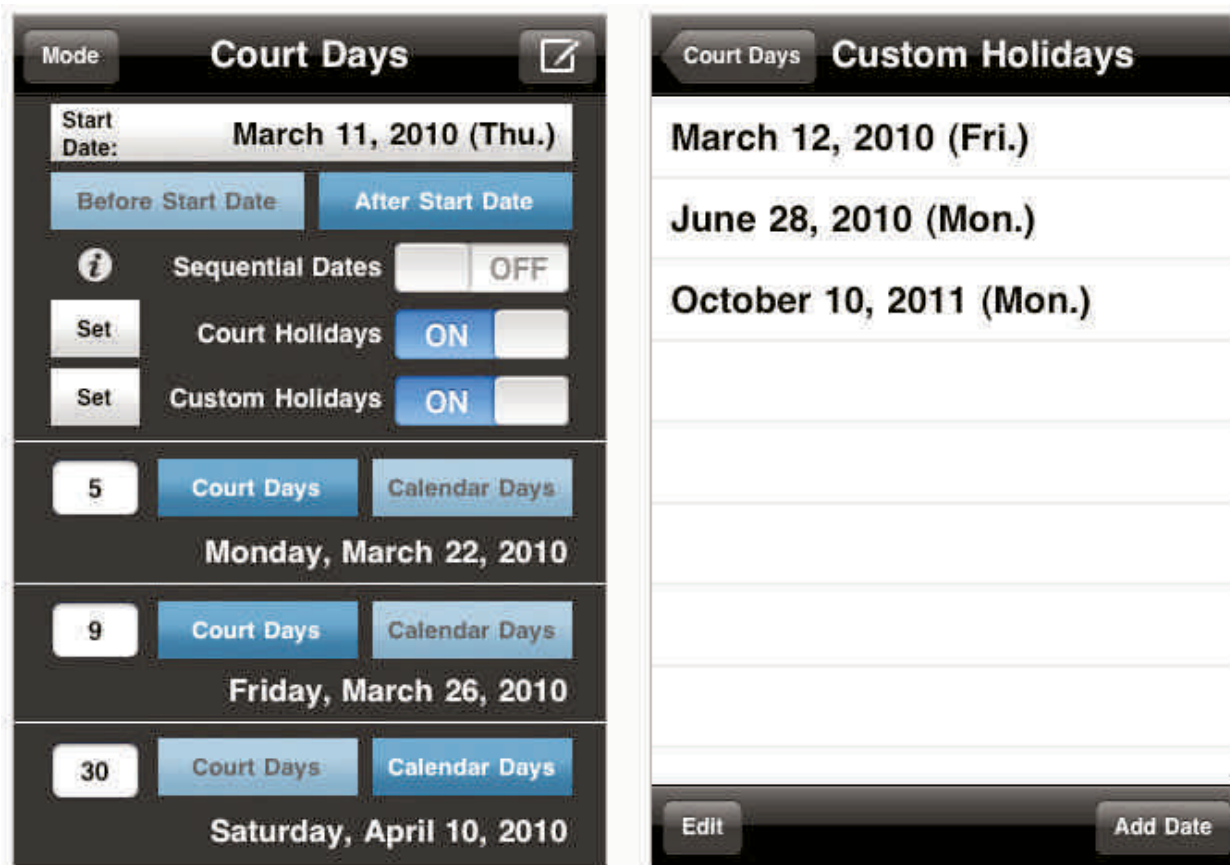 Mode Court Days
Start Date: March 11, 2010 (Thu.)
Before Start Date After Start Date
i Sequential Dates OFF
Set Court Holidays ON
Set Custom Holidays ON
5 Court Days Calendar Days
Monday, March 22, 2010
9 Court Days Calendar Days
Friday, March 26, 2010
30 Court Days Calendar Days
Saturday, April 10, 2010
Court Days Custom Holidays
March 12, 2010 (Fri.)
June 28, 2010 (Mon.)
October 10, 2011 (Mon.)
Edit Add Date